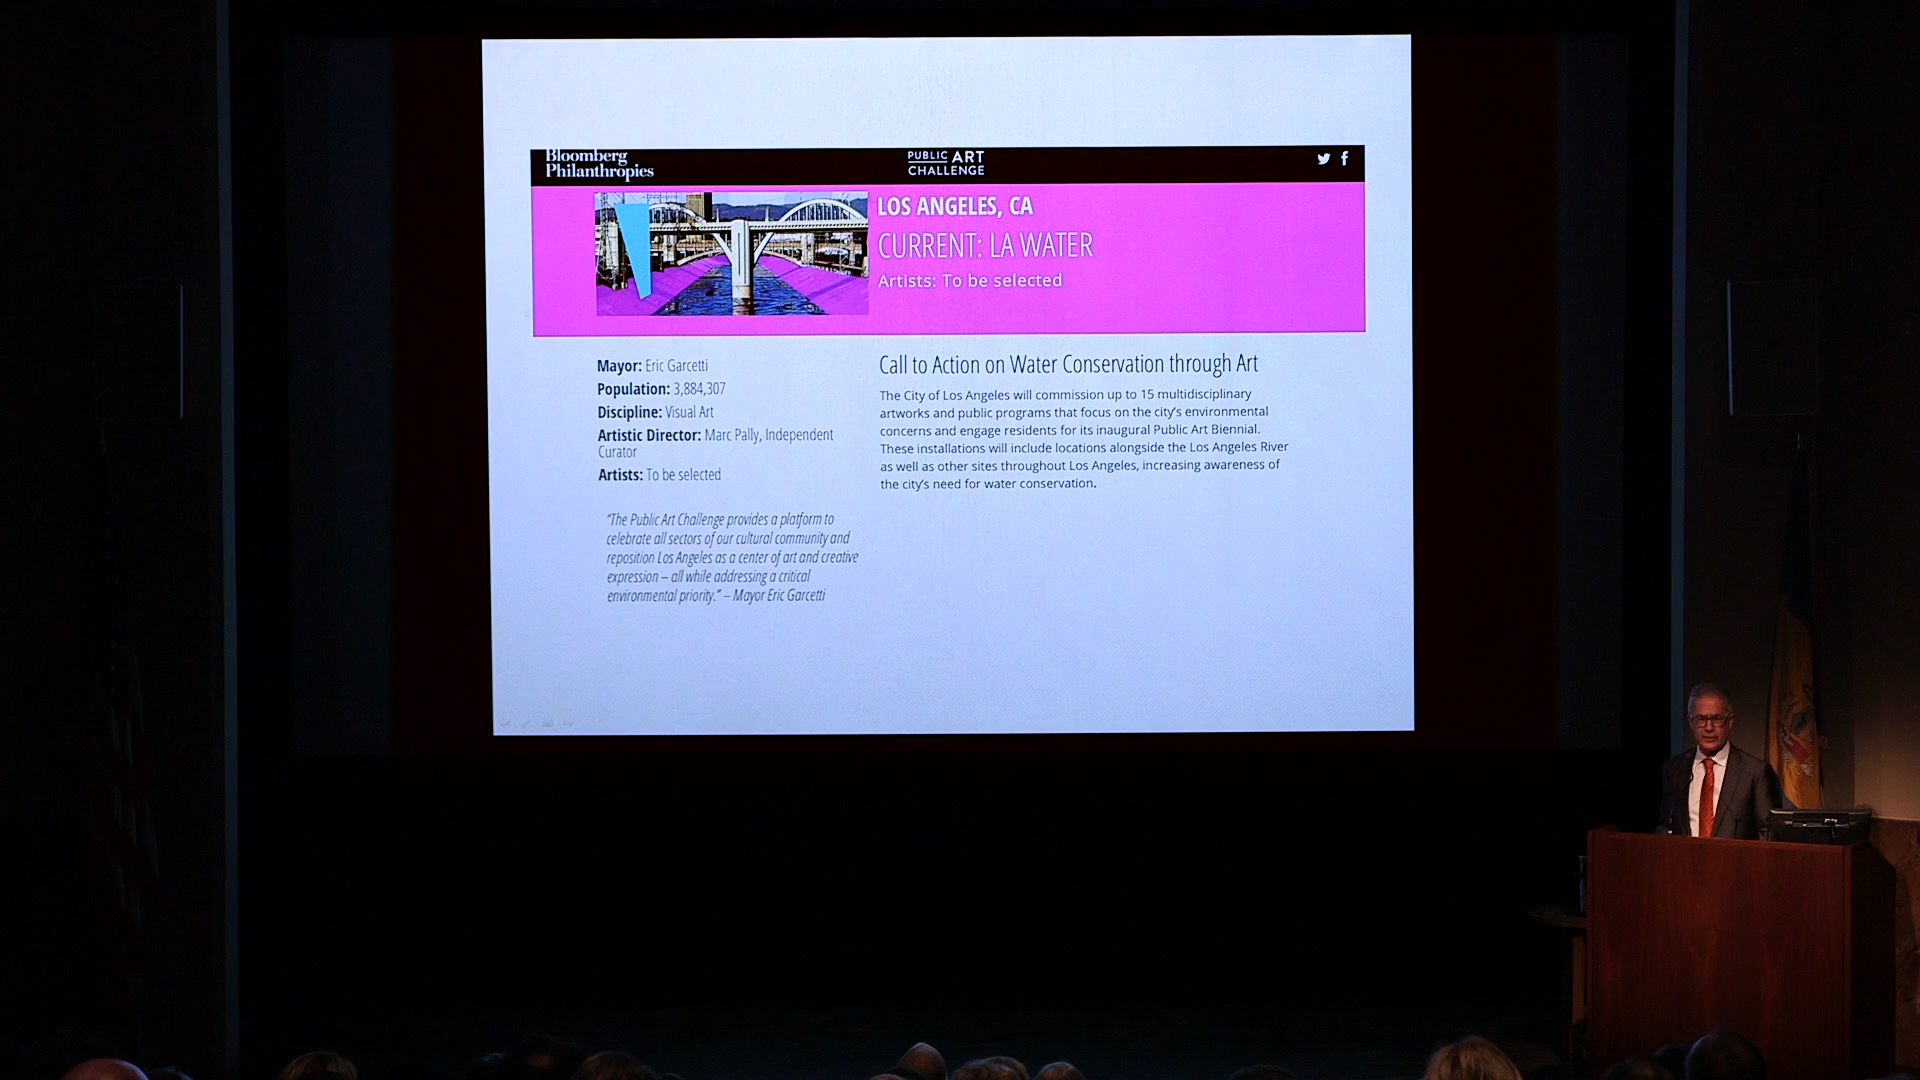 Bloomberg
Philanthropies
PUBLIC ART
CHALLENGE
LOS ANGELES, CA
CURRENT: LA WATER
Artists: To be selected
Mayor: Eric Garcetti
Population: 3,884,307
Discipline: Visual Art
Artistic Director: Marc Pally, Independent
Curator
Artists: To be selected
"The Public Art Challenge provides a platform to
celebrate all sectors of our cultural community and
reposition Los Angeles as a center of art and creative
expression – all while addressing a critical
environmental priority." – Mayor Eric Garcetti
Call to Action on Water Conservation through Art
The City of Los Angeles will commission up to 15 multidisciplinary
artworks and public programs that focus on the city's environmental
concerns and engage residents for its inaugural Public Art Biennial.
These installations will include locations alongside the Los Angeles River
as well as other sites throughout Los Angeles, increasing awareness of
the city's need for water conservation.